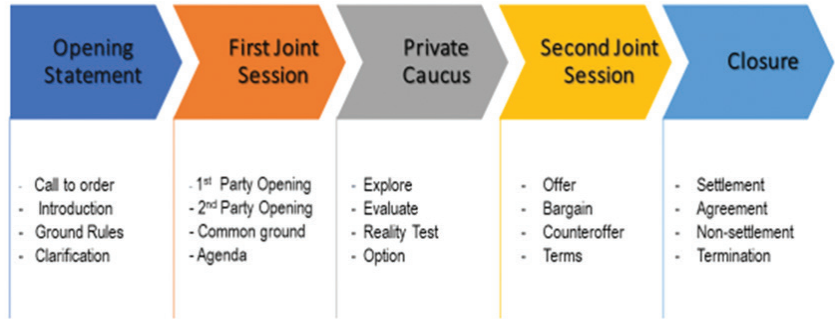 Opening
Statement
First Joint
Session
Private
Caucus
Second Joint
Session
Closure
- Call to order
- Introduction
- Ground Rules
- Clarification
- 1st Party Opening
- 2nd Party Opening
- Common ground
- Agenda
- Explore
- Evaluate
- Reality Test
- Option
- Offer
- Bargain
- Counteroffer
- Terms
- Settlement
- Agreement
- Non-settlement
- Termination